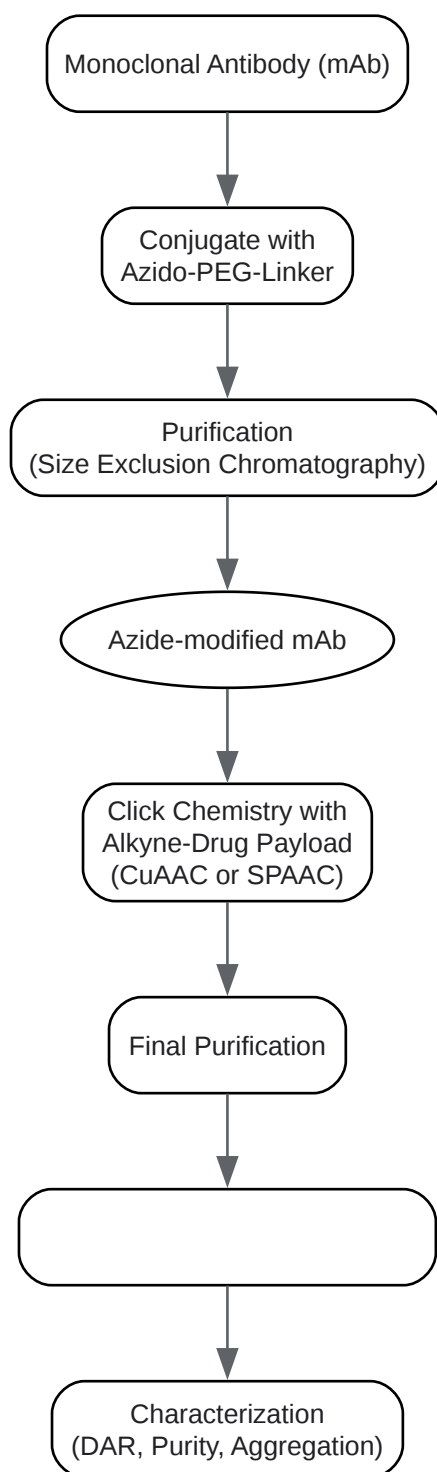 Monoclonal Antibody (mAb)
Conjugate with
Azido-PEG-Linker
Purification
(Size Exclusion Chromatography)
Azide-modified mAb
Click Chemistry with
Alkyne-Drug Payload
(CuAAC or SPAAC)
Final Purification
Characterization
(DAR, Purity, Aggregation)